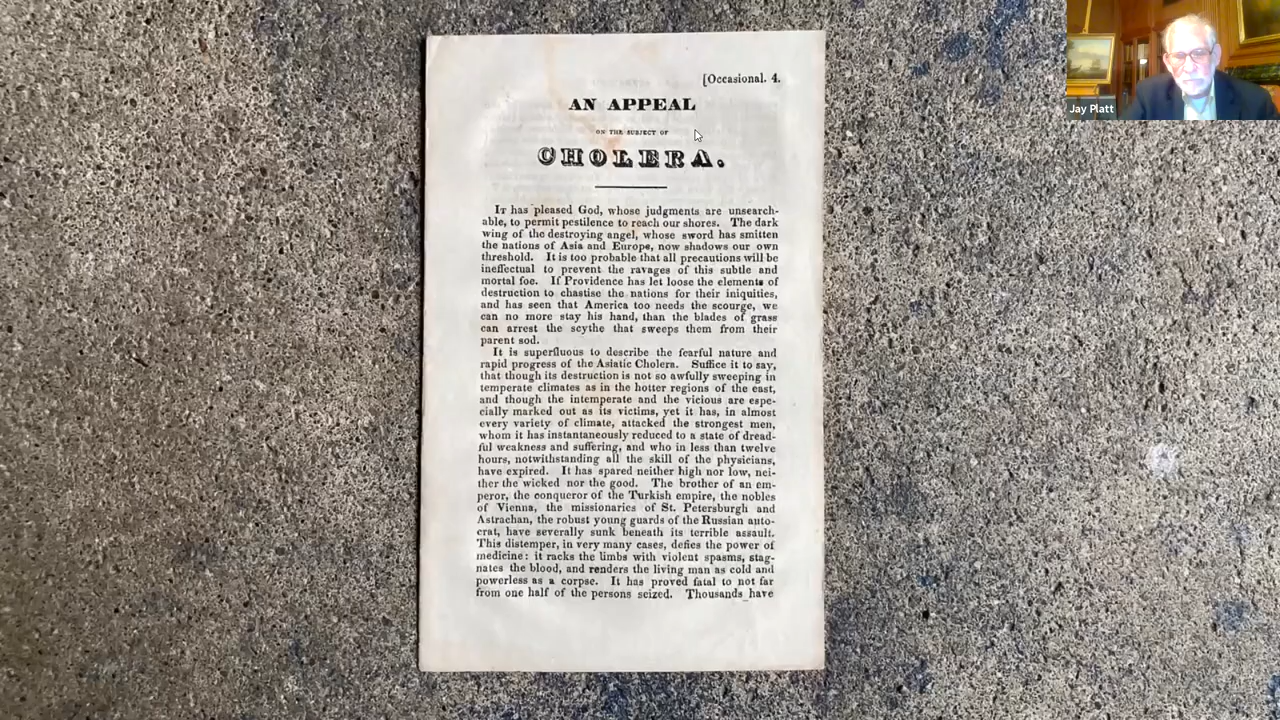 [Occasional. 4.
Jay Platt
AN APPEAL
ON THE SUBJECT OF
CHOLERA.
It has pleased God, whose judgments are unsearch-
able, to permit pestilence to reach our shores. The dark
wing of the destroying angel, whose sword has smitten
the nations of Asia and Europe, now shadows our own
threshold. It is too probable that all precautions will be
ineffectual to prevent the ravages of this subtle and
mortal foe. If Providence has let loose the elements of
destruction to chastise the nations for their iniquities,
and has seen that America too needs the scourge, we
can no more stay his hand, than the blades of grass
can arrest the scythe that sweeps them from their
parent sod.
It is superfluous to describe the fearful nature and
rapid progress of the Asiatic Cholera. Suffice it to say,
that though its destruction is not so awfully sweeping in
temperate climates as in the hotter regions of the east,
and though the intemperate and the vicious are espe-
cially marked out as its victims, yet it has, in almost
every variety of climate, attacked the strongest men,
whom it has instantaneously reduced to a state of dread-
ful weakness and suffering, and who in less than twelve
hours, notwithstanding all the skill of the physicians,
have expired. It has spared neither high nor low, nei-
ther the wicked nor the good. The brother of an em-
peror, the conqueror of the Turkish empire, the nobles
of Vienna, the missionaries of St. Petersburgh and
Astrachan, the robust young guards of the Russian auto-
crat, have severally sunk beneath its terrible assault.
This distemper, in very many cases, defies the power of
medicine: it racks the limbs with violent spasms, stag-
nates the blood, and renders the living man as cold and
powerless as a corpse. It has proved fatal to not far
from one half of the persons seized. Thousands have